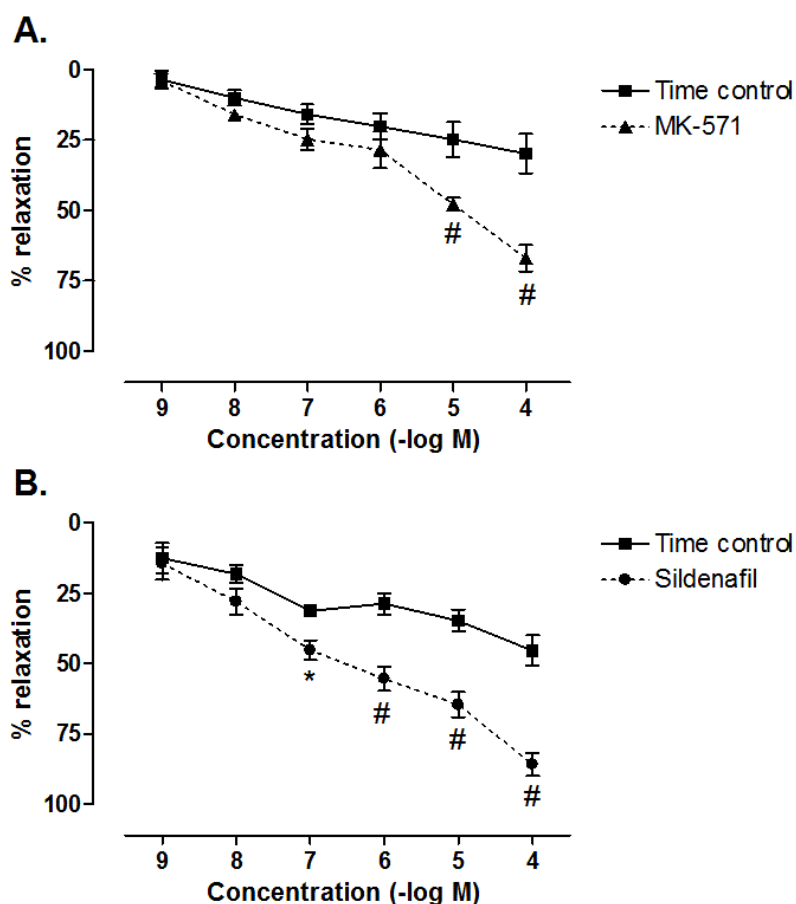 A.
0
25
50
75
100
% relaxation
Time control
MK-571
#
#
9 8 7 6 5 4
Concentration (-log M)
B.
0
25
50
75
100
% relaxation
Time control
Sildenafil
*
#
#
#
9 8 7 6 5 4
Concentration (-log M)